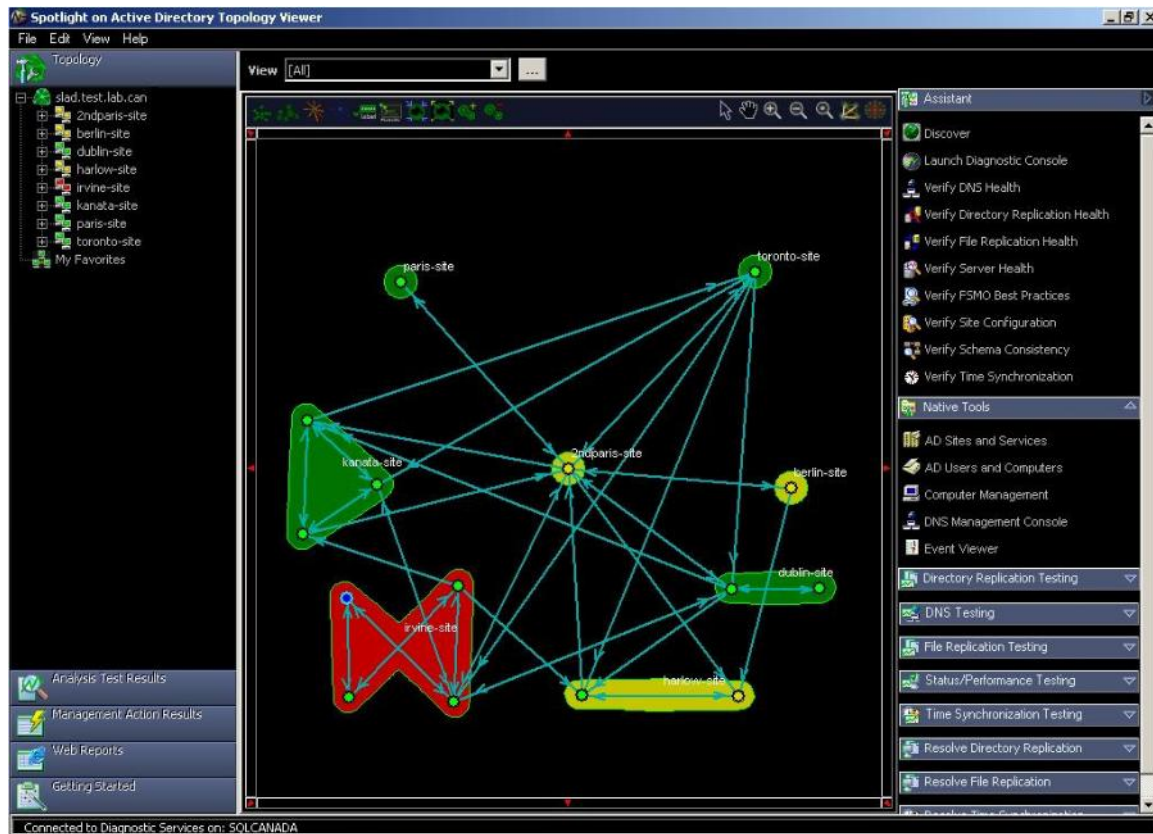 Spotlight on Active Directory Topology Viewer
File Edit View Help
Topology
View [All] ...
slad.test.lab.can
2ndparis-site
berlin-site
dublin-site
harlow-site
irvine-site
kanata-site
paris-site
toronto-site
My Favorites
Analysis Test Results
Management Action Results
Web Reports
Getting Started
Label
paris-site
toronto-site
kanata-site
2ndparis-site
berlin-site
dublin-site
irvine-site
harlow-site
Assistant
Discover
Launch Diagnostic Console
Verify DNS Health
Verify Directory Replication Health
Verify File Replication Health
Verify Server Health
Verify FSMO Best Practices
Verify Site Configuration
Verify Schema Consistency
Verify Time Synchronization
Native Tools
AD Sites and Services
AD Users and Computers
Computer Management
DNS Management Console
Event Viewer
Directory Replication Testing
DNS Testing
File Replication Testing
Status/Performance Testing
Time Synchronization Testing
Resolve Directory Replication
Resolve File Replication
Resolve Time Synchronization
Connected to Diagnostic Services on: SQLCANADA